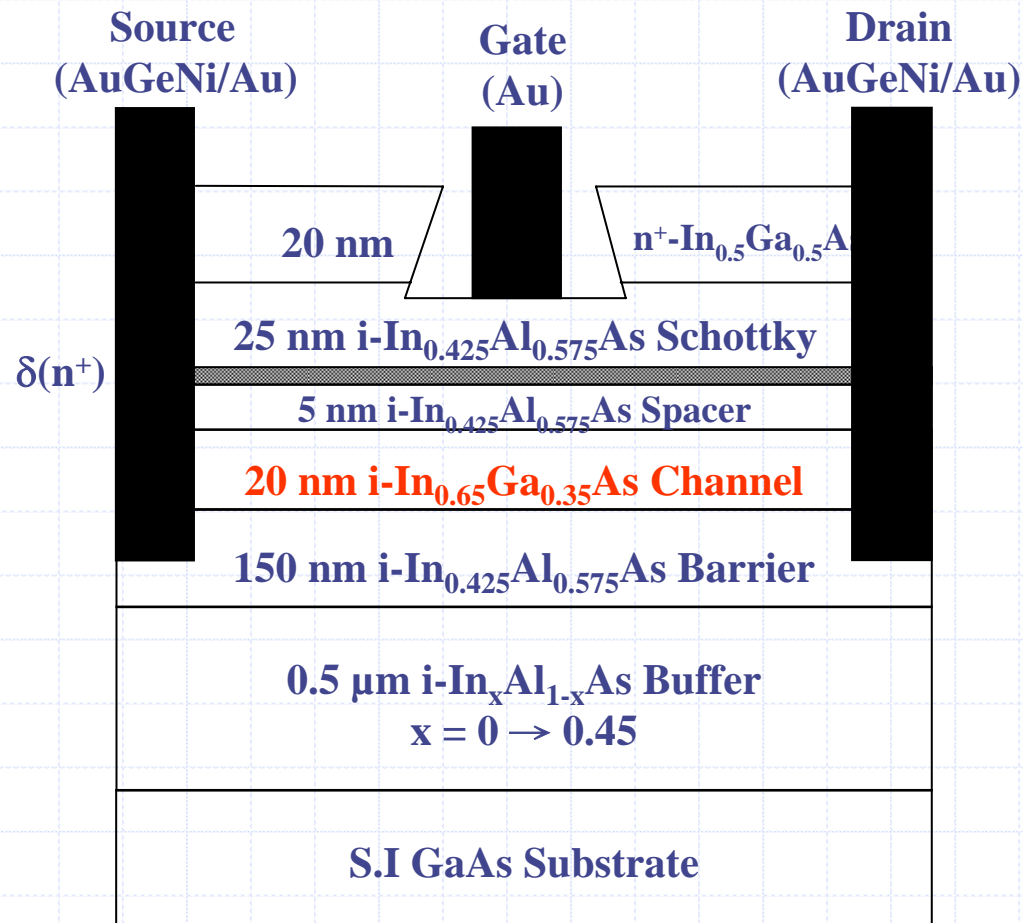 Source
(AuGeNi/Au)
Gate
(Au)
Drain
(AuGeNi/Au)
20 nm
n⁺-In₀.₅Ga₀.₅A
25 nm i-In₀.₄₂₅Al₀.₅₇₅As Schottky
δ(n⁺)
5 nm i-In₀.₄₂₅Al₀.₅₇₅As Spacer
20 nm i-In₀.₆₅Ga₀.₃₅As Channel
150 nm i-In₀.₄₂₅Al₀.₅₇₅As Barrier
0.5 µm i-InₓAl₁₋ₓAs Buffer
x = 0 → 0.45
S.I GaAs Substrate